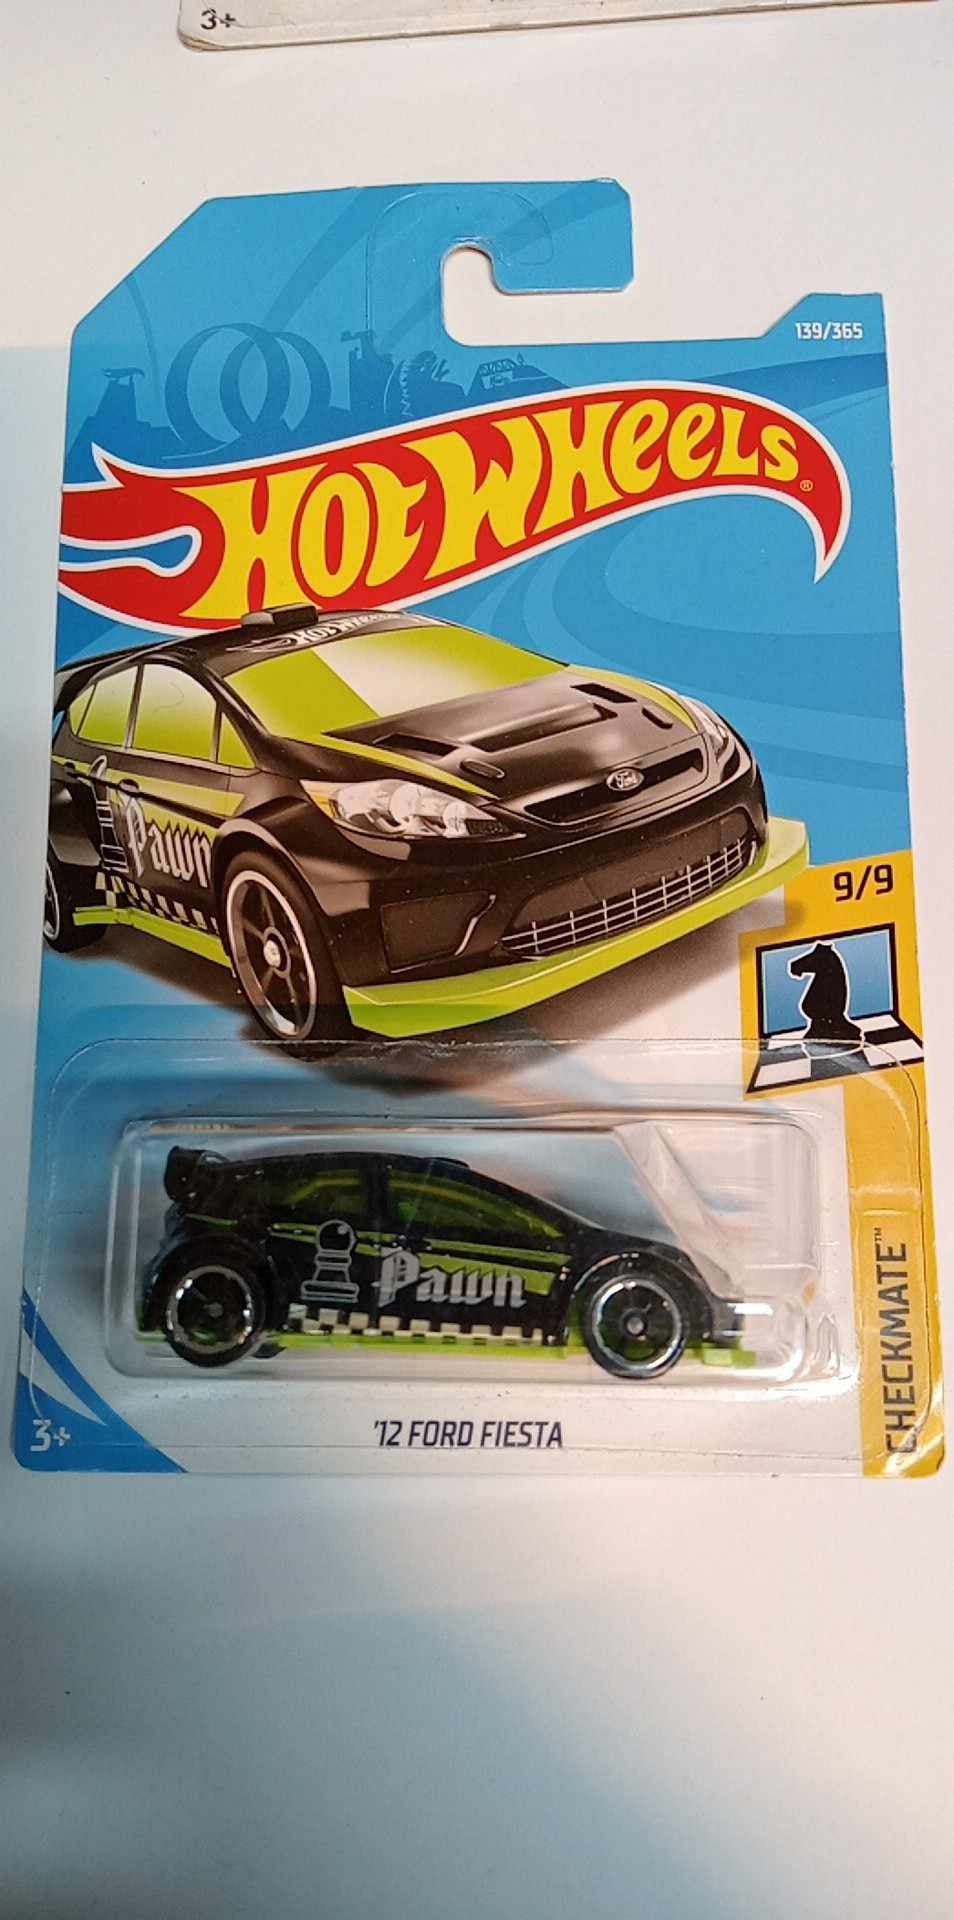 3+
139/365
HOT WHEELS®
HOT WHEELS
Ford
Pawn
9/9
Pawn
CHECKMATE™
3+
'12 FORD FIESTA